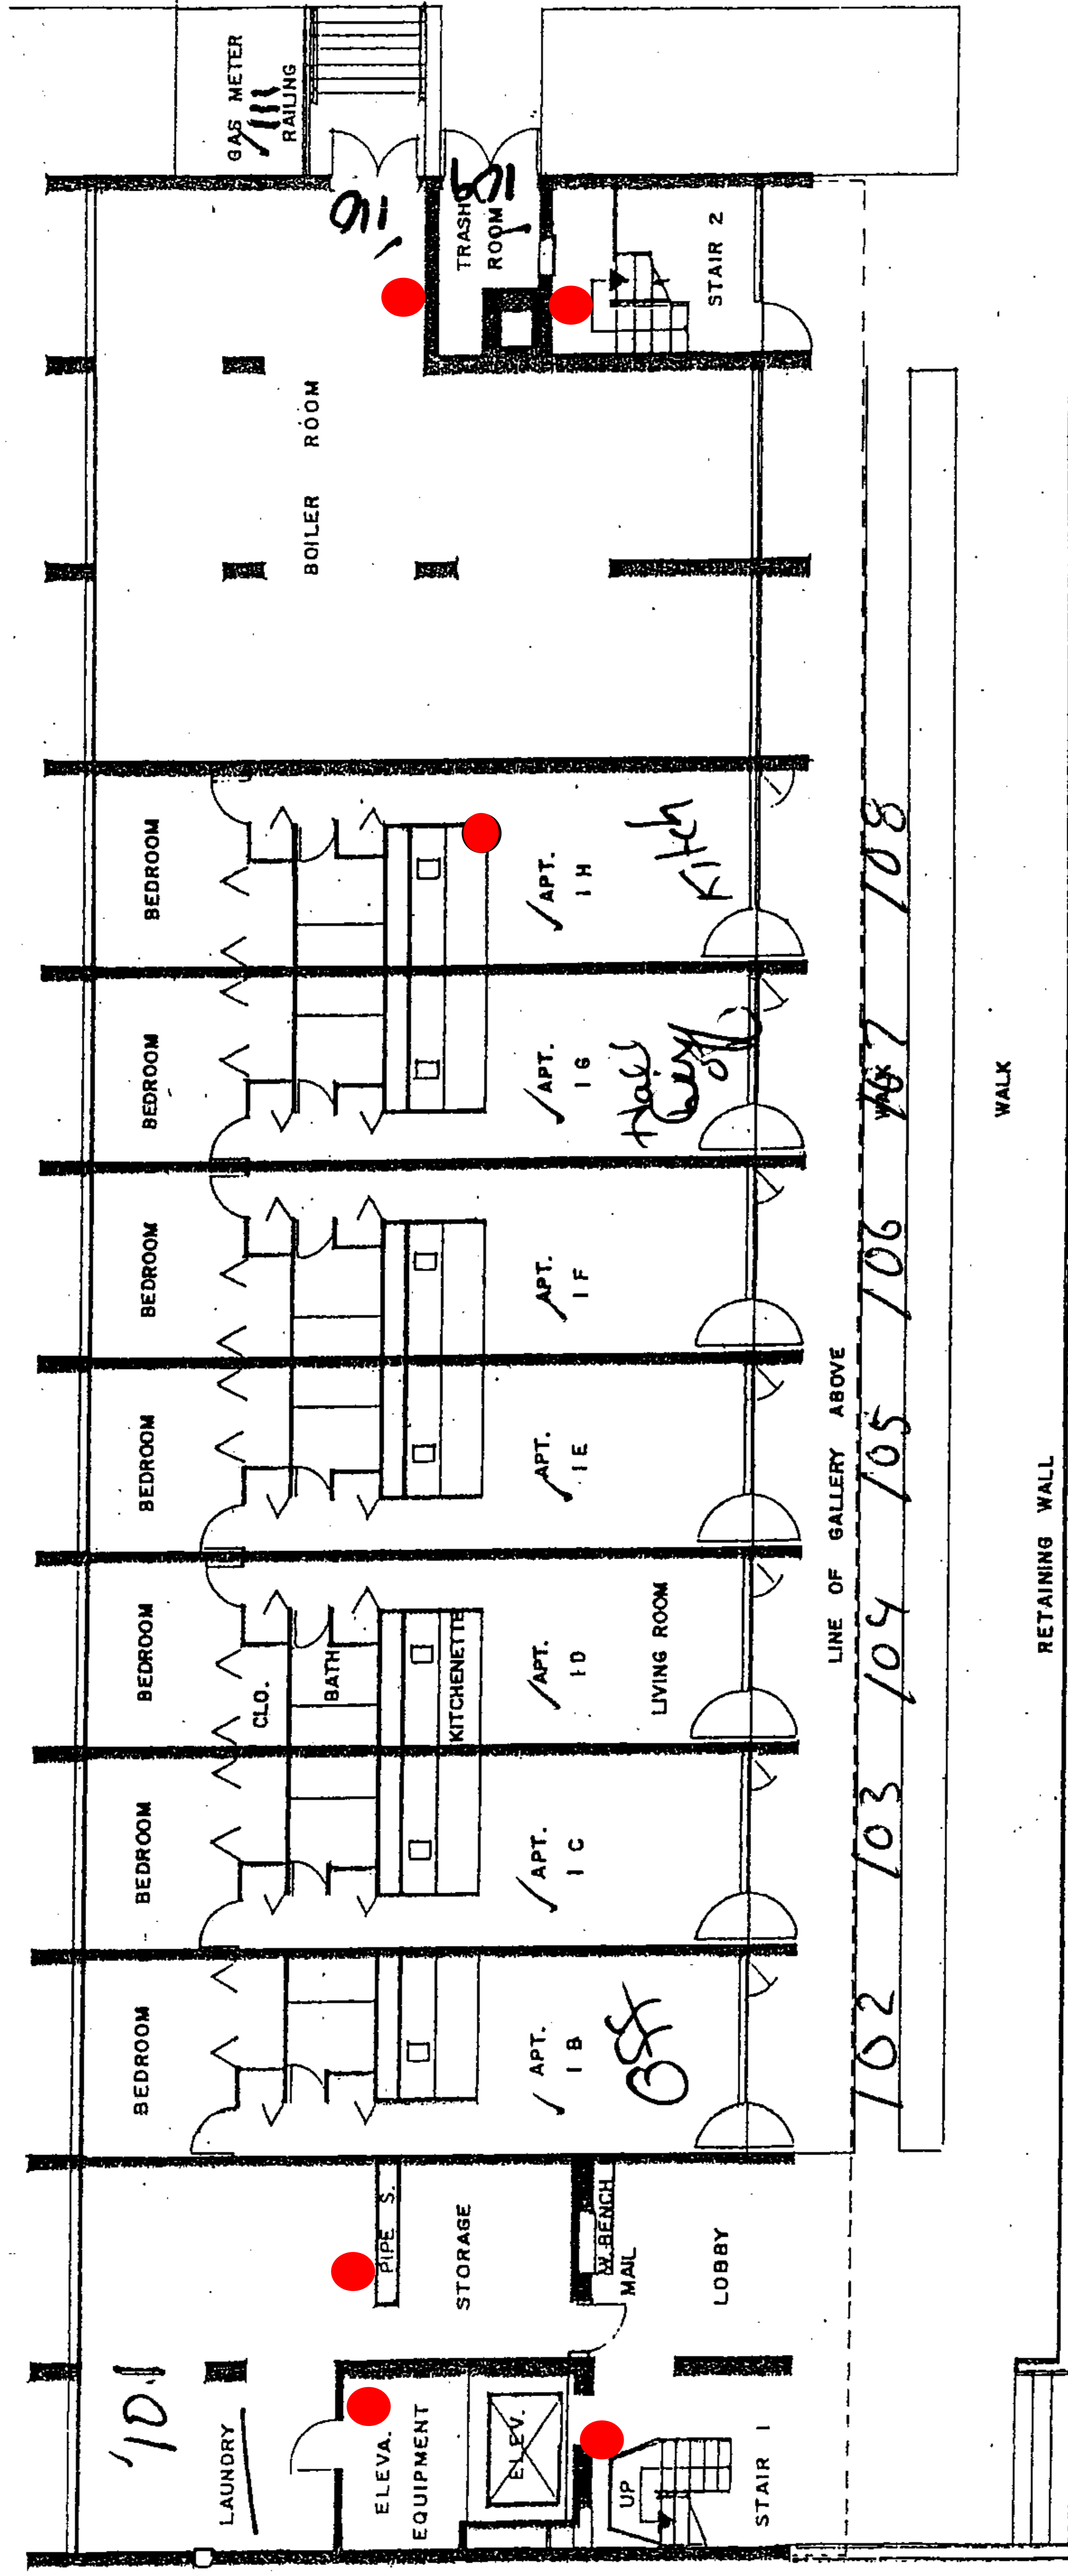 GAS METER
111
RAILING
110
109
TRASH
ROOM
STAIR 2
BOILER ROOM
BEDROOM
APT.
1 H
Kitch
108
BEDROOM
APT.
1 G
107
WALK
WALK
BEDROOM
APT.
1 F
106
BEDROOM
APT.
1 E
105
LINE OF GALLERY ABOVE
RETAINING WALL
BEDROOM
CLO.
BATH
KITCHENETTE
APT.
1 D
LIVING ROOM
104
BEDROOM
APT.
1 C
103
BEDROOM
APT.
1 B
102
PIPE S.
STORAGE
W. BENCH
MAIL
LOBBY
101
LAUNDRY
ELEVA.
EQUIPMENT
ELEV.
UP
STAIR 1